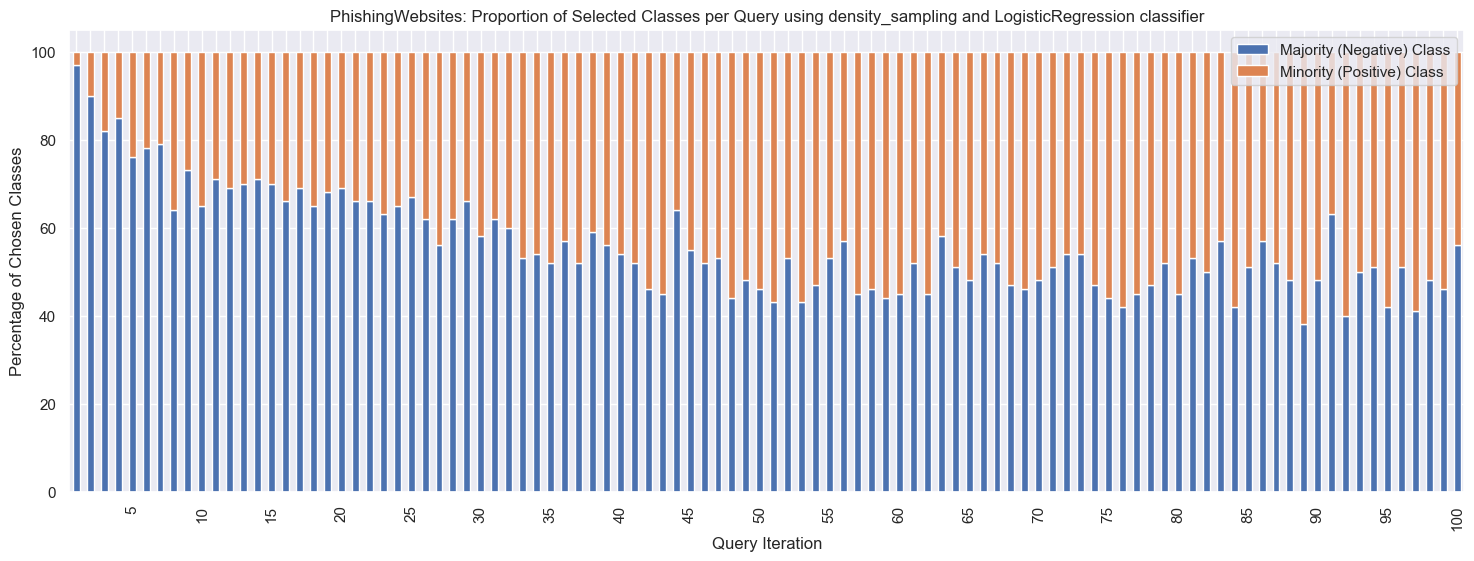 PhishingWebsites: Proportion of Selected Classes per Query using density_sampling and LogisticRegression classifier
Majority (Negative) Class
Minority (Positive) Class
Percentage of Chosen Classes
100
80
60
40
20
0
5 10 15 20 25 30 35 40 45 50 55 60 65 70 75 80 85 90 95 100
Query Iteration